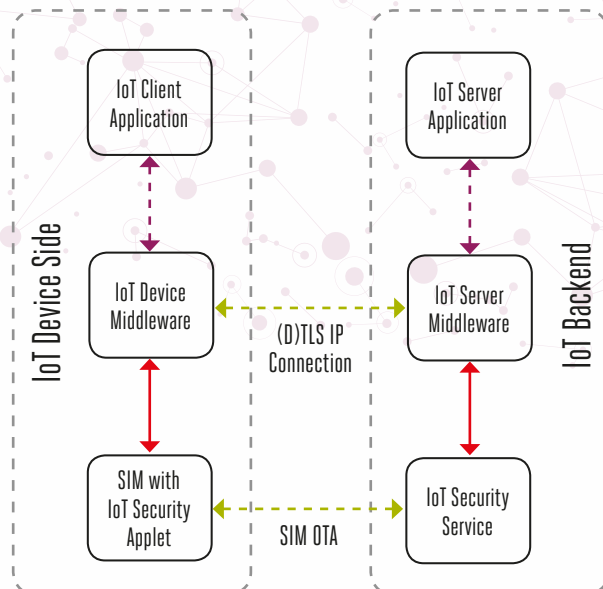 IoT Client
Application
IoT Server
Application
IoT Device Side
IoT Device
Middleware
(D)TLS IP
Connection
IoT Server
Middleware
IoT Backend
SIM with
IoT Security
Applet
SIM OTA
IoT Security
Service